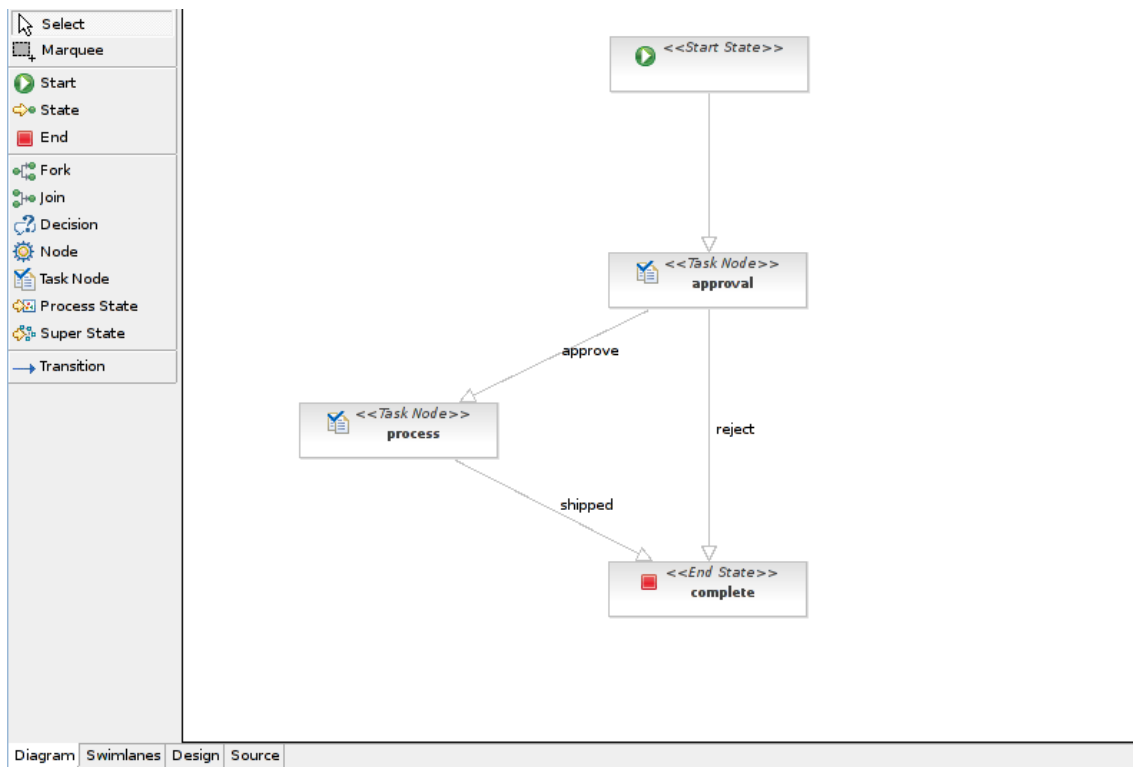 Select
Marquee
Start
State
End
Fork
Join
Decision
Node
Task Node
Process State
Super State
Transition
<<Start State>>
<<Task Node>>
approval
approve
<<Task Node>>
process
reject
shipped
<<End State>>
complete
Diagram Swimlanes Design Source